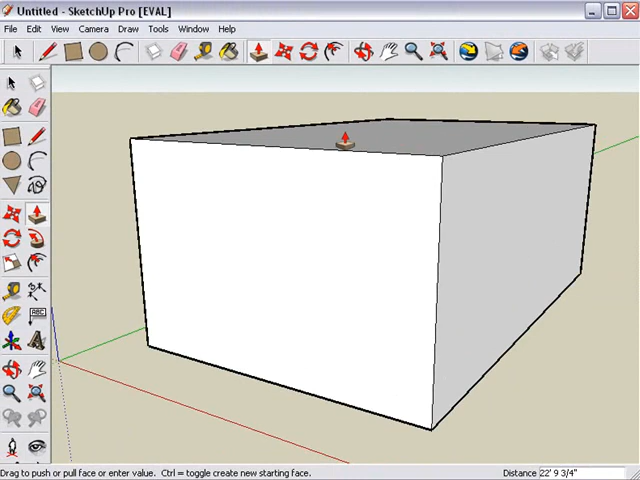 Untitled - SketchUp Pro [EVAL]
File Edit View Camera Draw Tools Window Help
ABC
Drag to push or pull face or enter value. Ctrl = toggle create new starting face. Distance 22' 9 3/4"